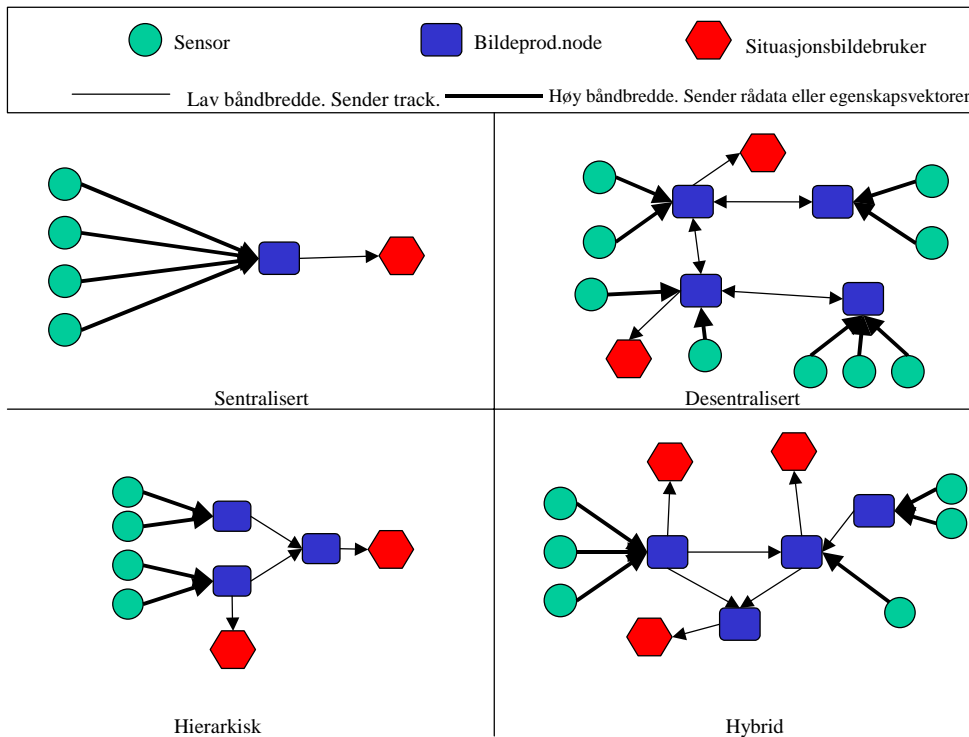 Sensor
Bildeprod.node
Situasjonsbildebruker
Lav båndbredde. Sender track.
Høy båndbredde. Sender rådata eller egenskapsvektorer
Sentralisert
Desentralisert
Hierarkisk
Hybrid